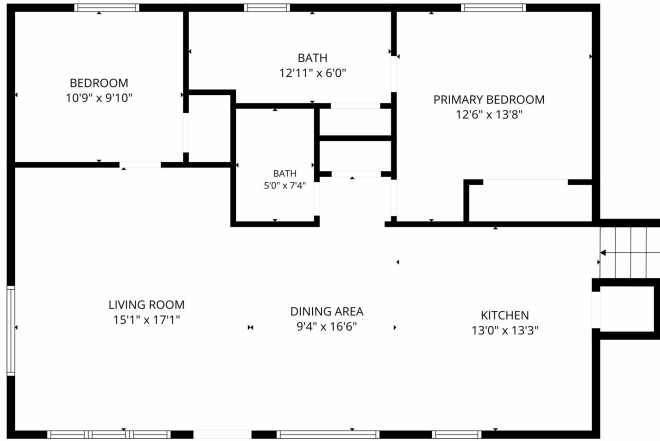 BEDROOM
10'9" x 9'10"
BATH
12'11" x 6'0"
PRIMARY BEDROOM
12'6" x 13'8"
BATH
5'0" x 7'4"
LIVING ROOM
15'1" x 17'1"
DINING AREA
9'4" x 16'6"
KITCHEN
13'0" x 13'3"